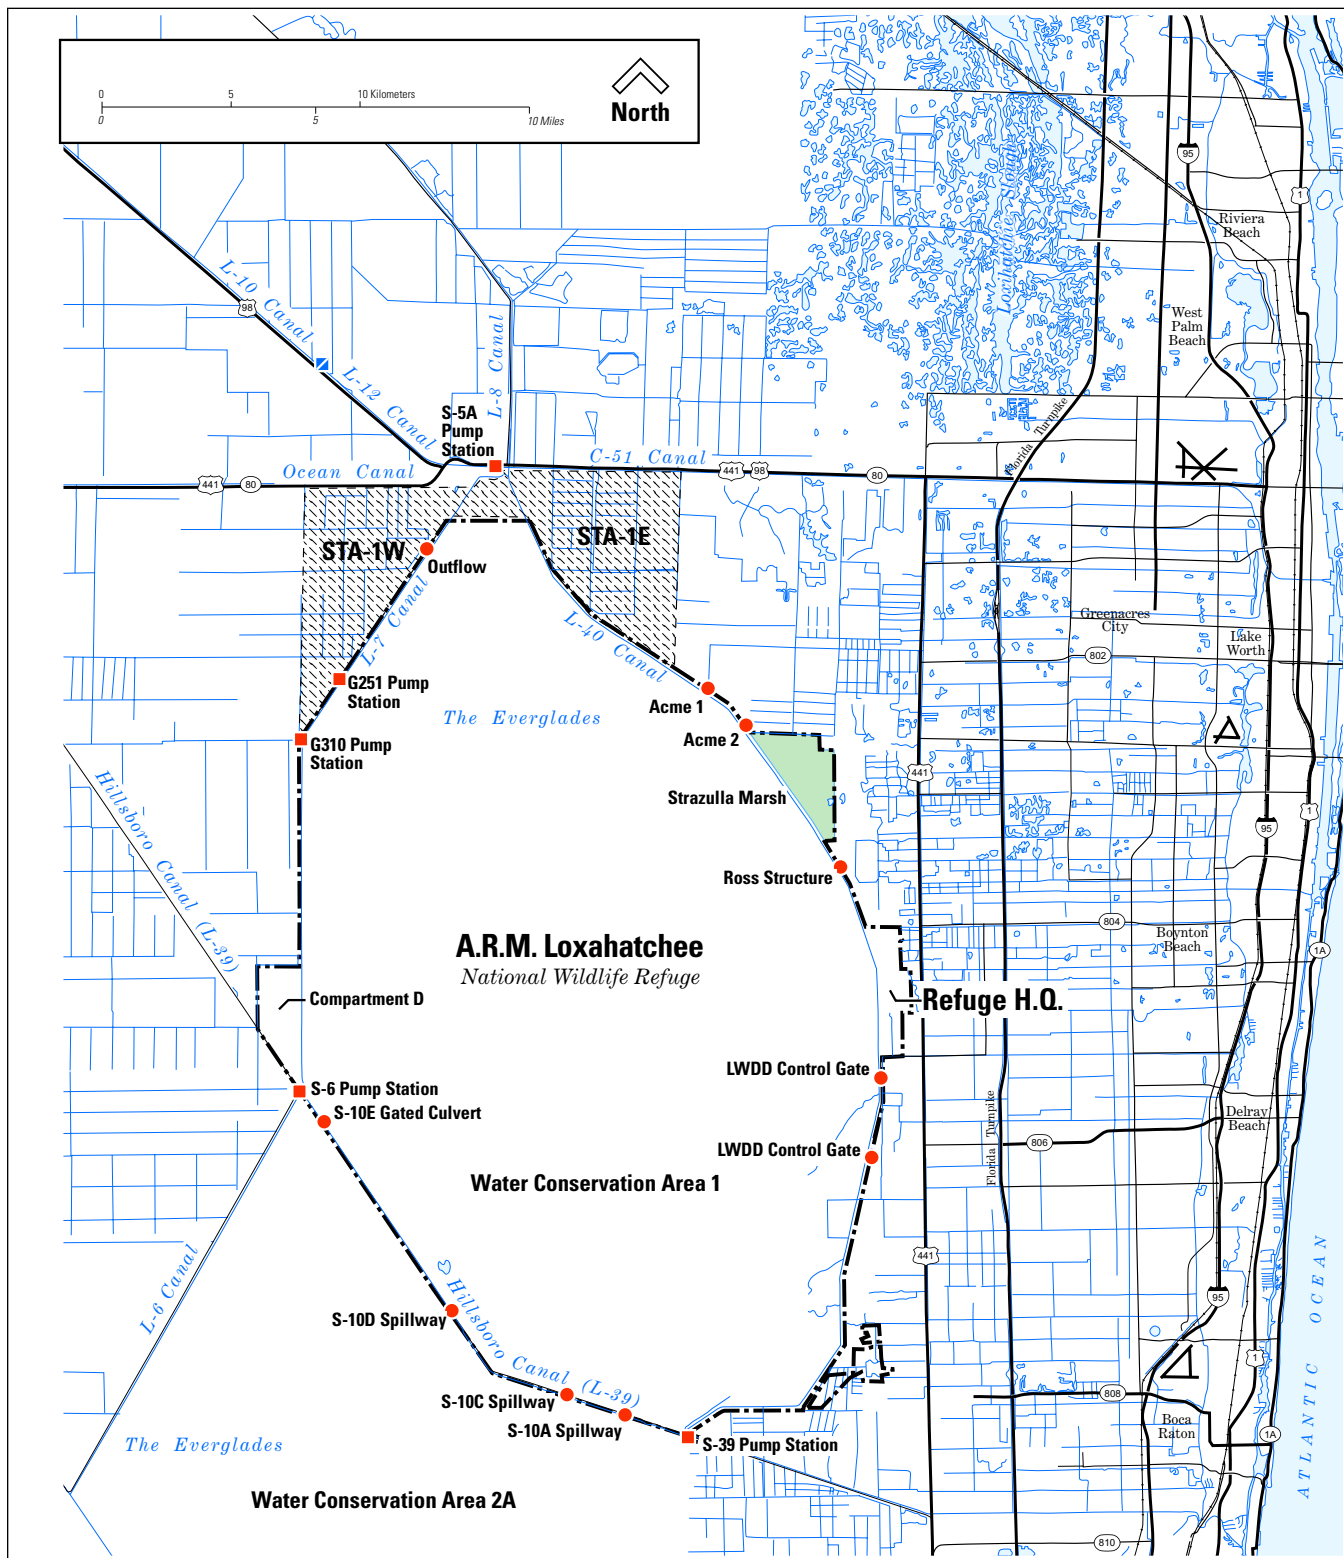 0
5
10 Kilometers
0
5
10 Miles
North
95
1
Riviera
Beach
Loxahatchee Slough
L-10 Canal
98
West
Palm
Beach
L-8 Canal
L-12 Canal
S-5A
Pump
Station
Florida Turnpike
C-51 Canal
Ocean Canal
441
80
441
98
80
STA-1W
STA-1E
Outflow
L-7 Canal
L-40 Canal
Greenacres
City
Lake
Worth
802
G251 Pump
Station
Acme 1
The Everglades
Acme 2
G310 Pump
Station
441
Hillsboro Canal (L-39)
Strazulla Marsh
1
95
Ross Structure
804
Boynton
Beach
A.R.M. Loxahatchee
National Wildlife Refuge
1A
Compartment D
Refuge H.Q.
LWDD Control Gate
S-6 Pump Station
S-10E Gated Culvert
Florida Turnpike
Delray
Beach
806
LWDD Control Gate
Water Conservation Area 1
441
L-6 Canal
Hillsboro Canal (L-39)
S-10D Spillway
95
ATLANTIC OCEAN
1
S-10C Spillway
808
S-10A Spillway
Boca
Raton
1A
The Everglades
S-39 Pump Station
Water Conservation Area 2A
810